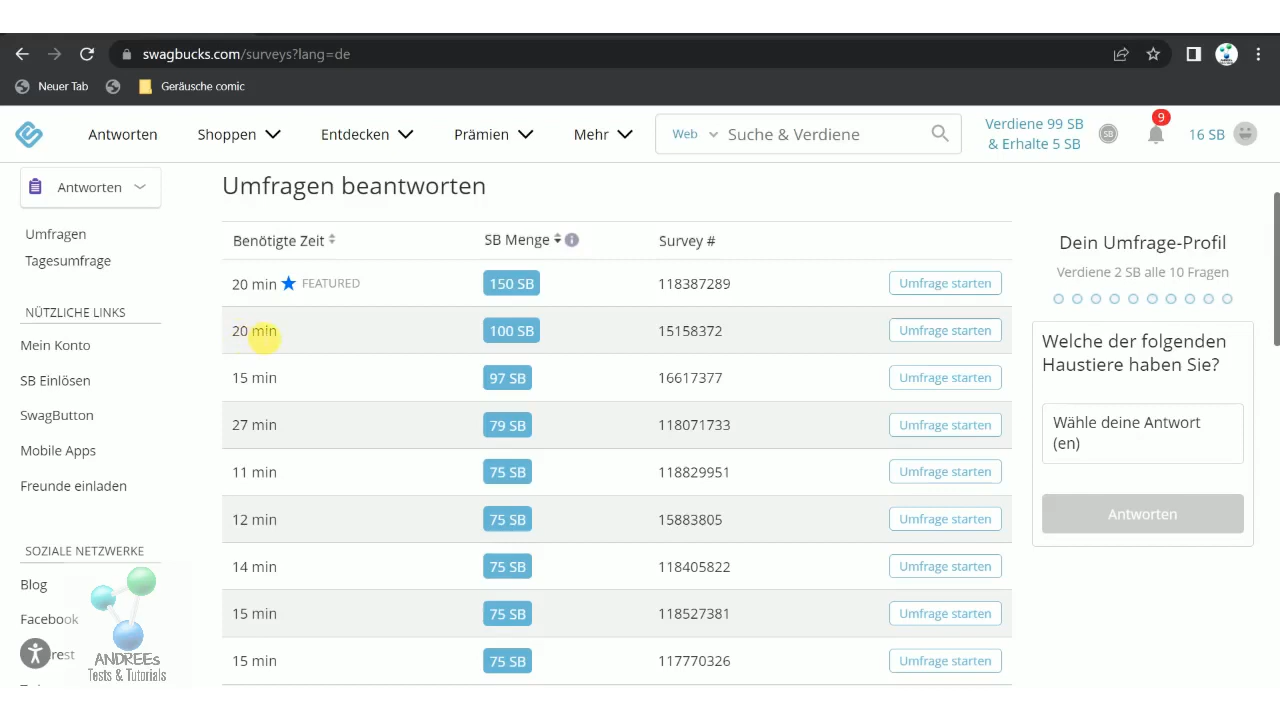 swagbucks.com/surveys?lang=de
Neuer Tab
Geräusche comic
Antworten
Shoppen
Entdecken
Prämien
Mehr
Web
Suche & Verdiene
Verdiene 99 SB
& Erhalte 5 SB
SB
9
16 SB
Antworten
Umfragen
Tagesumfrage
NÜTZLICHE LINKS
Mein Konto
SB Einlösen
SwagButton
Mobile Apps
Freunde einladen
SOZIALE NETZWERKE
Blog
Facebook
rest
ANDREEs
Tests & Tutorials
Umfragen beantworten
Benötigte Zeit SB Menge Survey #
20 min FEATURED 150 SB 118387289 Umfrage starten
20 min 100 SB 15158372 Umfrage starten
15 min 97 SB 16617377 Umfrage starten
27 min 79 SB 118071733 Umfrage starten
11 min 75 SB 118829951 Umfrage starten
12 min 75 SB 15883805 Umfrage starten
14 min 75 SB 118405822 Umfrage starten
15 min 75 SB 118527381 Umfrage starten
15 min 75 SB 117770326 Umfrage starten
Dein Umfrage-Profil
Verdiene 2 SB alle 10 Fragen
Welche der folgenden
Haustiere haben Sie?
Wähle deine Antwort
(en)
Antworten